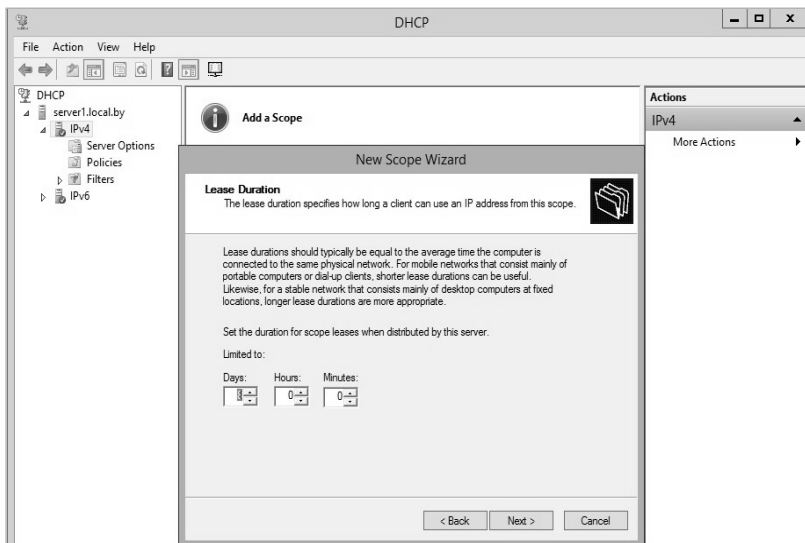 DHCP
File Action View Help
DHCP
server1.local.by
IPv4
Server Options
Policies
Filters
IPv6
Add a Scope
Actions
IPv4
More Actions
New Scope Wizard
Lease Duration
The lease duration specifies how long a client can use an IP address from this scope.
Lease durations should typically be equal to the average time the computer is
connected to the same physical network. For mobile networks that consist mainly of
portable computers or dial-up clients, shorter lease durations can be useful.
Likewise, for a stable network that consists mainly of desktop computers at fixed
locations, longer lease durations are more appropriate.
Set the duration for scope leases when distributed by this server.
Limited to:
Days: Hours: Minutes:
0 0
< Back Next > Cancel